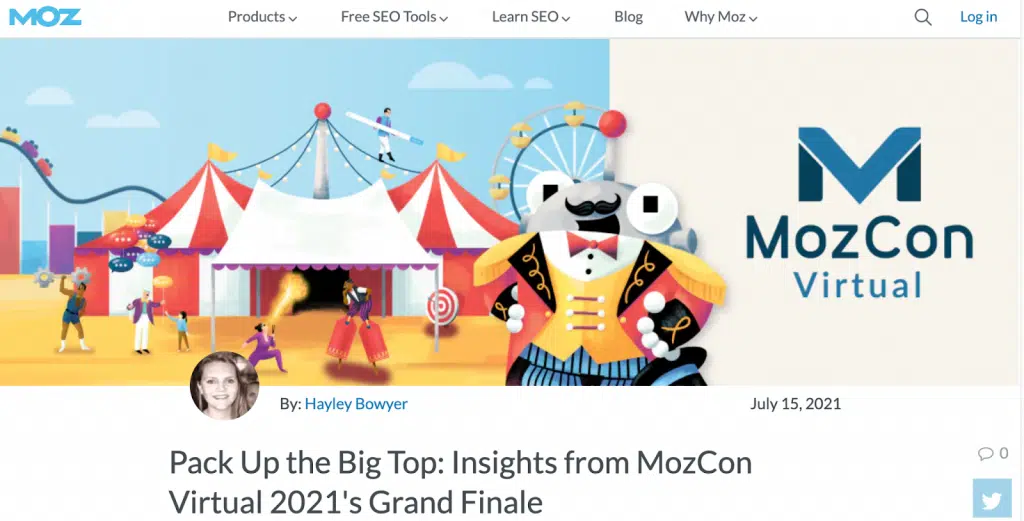 MOZ
Products Free SEO Tools Learn SEO Blog Why Moz Log in
MozCon
Virtual
By: Hayley Bowyer July 15, 2021
Pack Up the Big Top: Insights from MozCon
0
Virtual 2021's Grand Finale